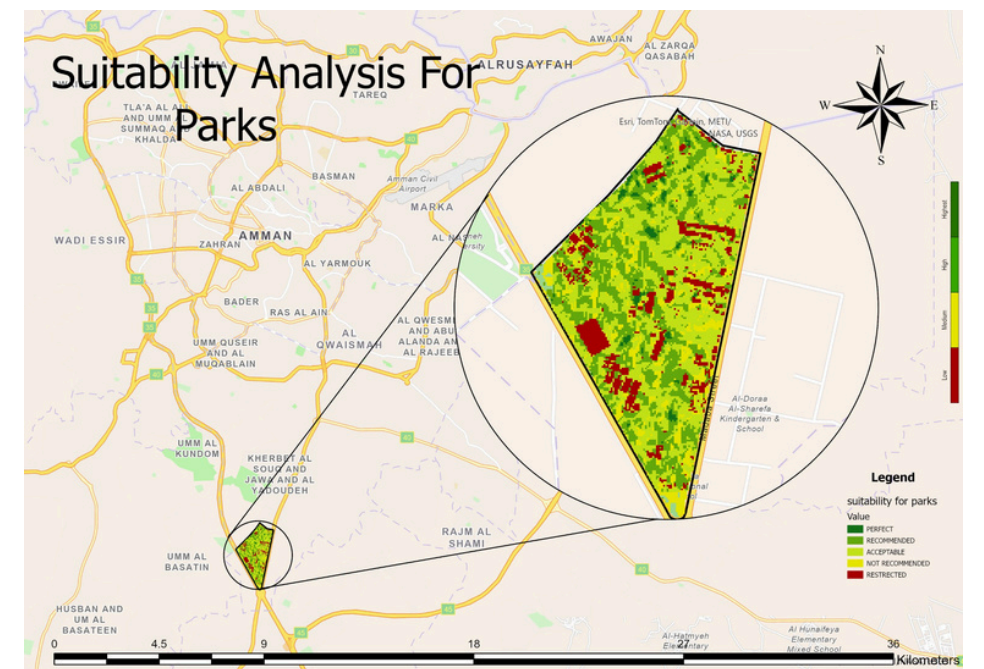 Suitability Analysis For
Parks
AWAJAN
AL ZARQA
QASABAH
ALRUSAYFAH
TAREQ
TLA'A AL ALI
AND UMM
SUMMAQ AND
KHALDA
BASMAN
Amman Civil
Airport
AL ABDALI
MARKA
WADI ESSIR
AMMAN
ZAHRAN
AL YARMOUK
BADER
RAS AL AIN
AL
QWAISMAH
AL QWESMI
AND ABU
ALANDA AN
AL RAJEEB
UMM QUSEIR
AND AL
MUQABLAIN
UMM AL
KUNDOM
KHERBET AL
SOUQ AND
JAWA AND AL
YADOUDEH
UMM AL
BASATIN
RAJM AL
SHAMI
HUSBAN AND
UM AL
BASATEEN
N
W E
S
Esri, TomTom, Garmin, METI/
NASA, USGS
Al-Doraa
Al-Sharefa
Kindergarten &
School
Highest
High
Medium
Low
Legend
suitability for parks
Value
PERFECT
RECOMMENDED
ACCEPTABLE
NOT RECOMMENDED
RESTRECTED
Al-Hatmyeh
Elementary
Al Hunaifeya
Elementary
Mixed School
0 4.5 9 18 27 36
Kilometers